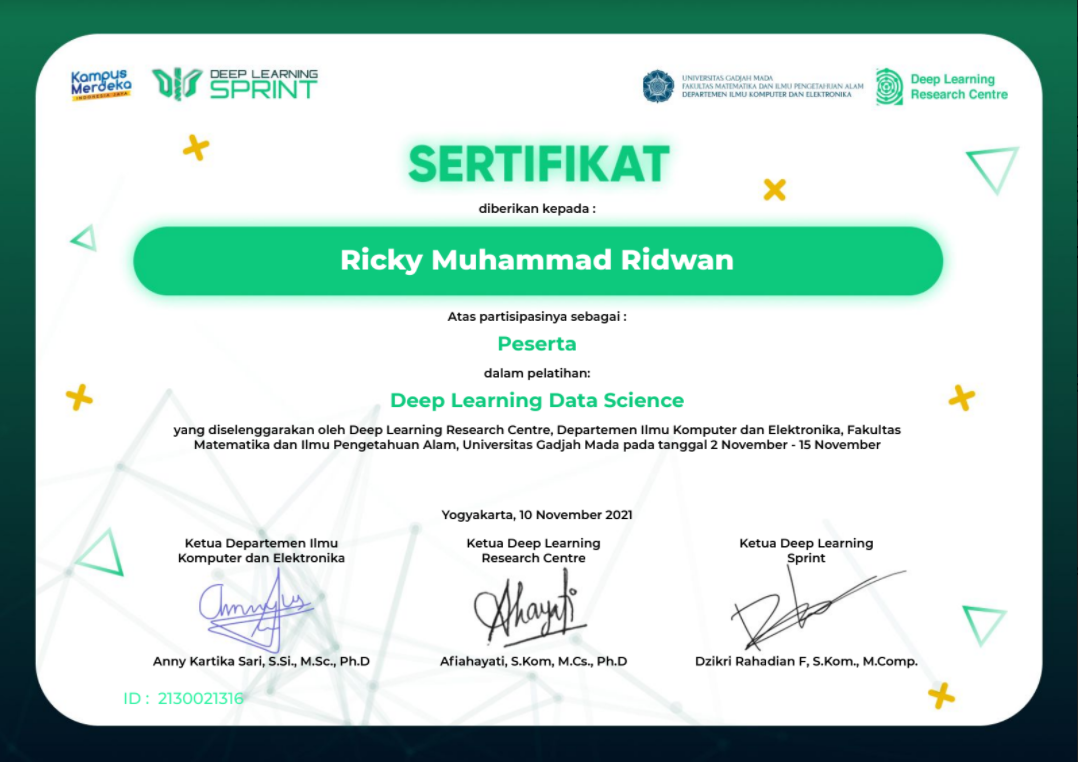 Kampus
Merdeka
INDONESIA JAYA
DEEP LEARNING
SPRINT
UNIVERSITAS GADJAH MADA
FAKULTAS MATEMATIKA DAN ILMU PENGETAHUAN ALAM
DEPARTEMEN ILMU KOMPUTER DAN ELEKTRONIKA
Deep Learning
Research Centre
SERTIFIKAT
diberikan kepada :
Ricky Muhammad Ridwan
Atas partisipasinya sebagai :
Peserta
dalam pelatihan:
Deep Learning Data Science
yang diselenggarakan oleh Deep Learning Research Centre, Departemen Ilmu Komputer dan Elektronika, Fakultas
Matematika dan Ilmu Pengetahuan Alam, Universitas Gadjah Mada pada tanggal 2 November - 15 November
Yogyakarta, 10 November 2021
Ketua Departemen Ilmu
Komputer dan Elektronika
Ketua Deep Learning
Research Centre
Ketua Deep Learning
Sprint
Anny Kartika Sari, S.Si., M.Sc., Ph.D
Afiahayati, S.Kom, M.Cs., Ph.D
Dzikri Rahadian F, S.Kom., M.Comp.
ID : 2130021316